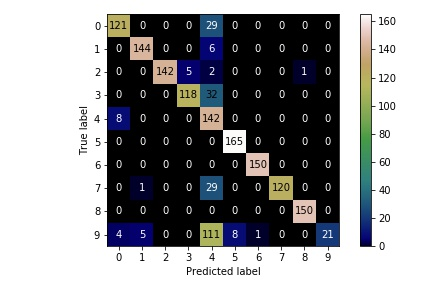 0 121 0 0 0 29 0 0 0 0 0
1 0 144 0 0 6 0 0 0 0 0
2 0 0 142 5 2 0 0 0 1 0
3 0 0 0 118 32 0 0 0 0 0
4 8 0 0 0 142 0 0 0 0 0
5 0 0 0 0 0 165 0 0 0 0
6 0 0 0 0 0 0 150 0 0 0
7 0 1 0 0 29 0 0 120 0 0
8 0 0 0 0 0 0 0 0 150 0
9 4 5 0 0 111 8 1 0 0 21
0 1 2 3 4 5 6 7 8 9
True label
Predicted label
160
140
120
100
80
60
40
20
0